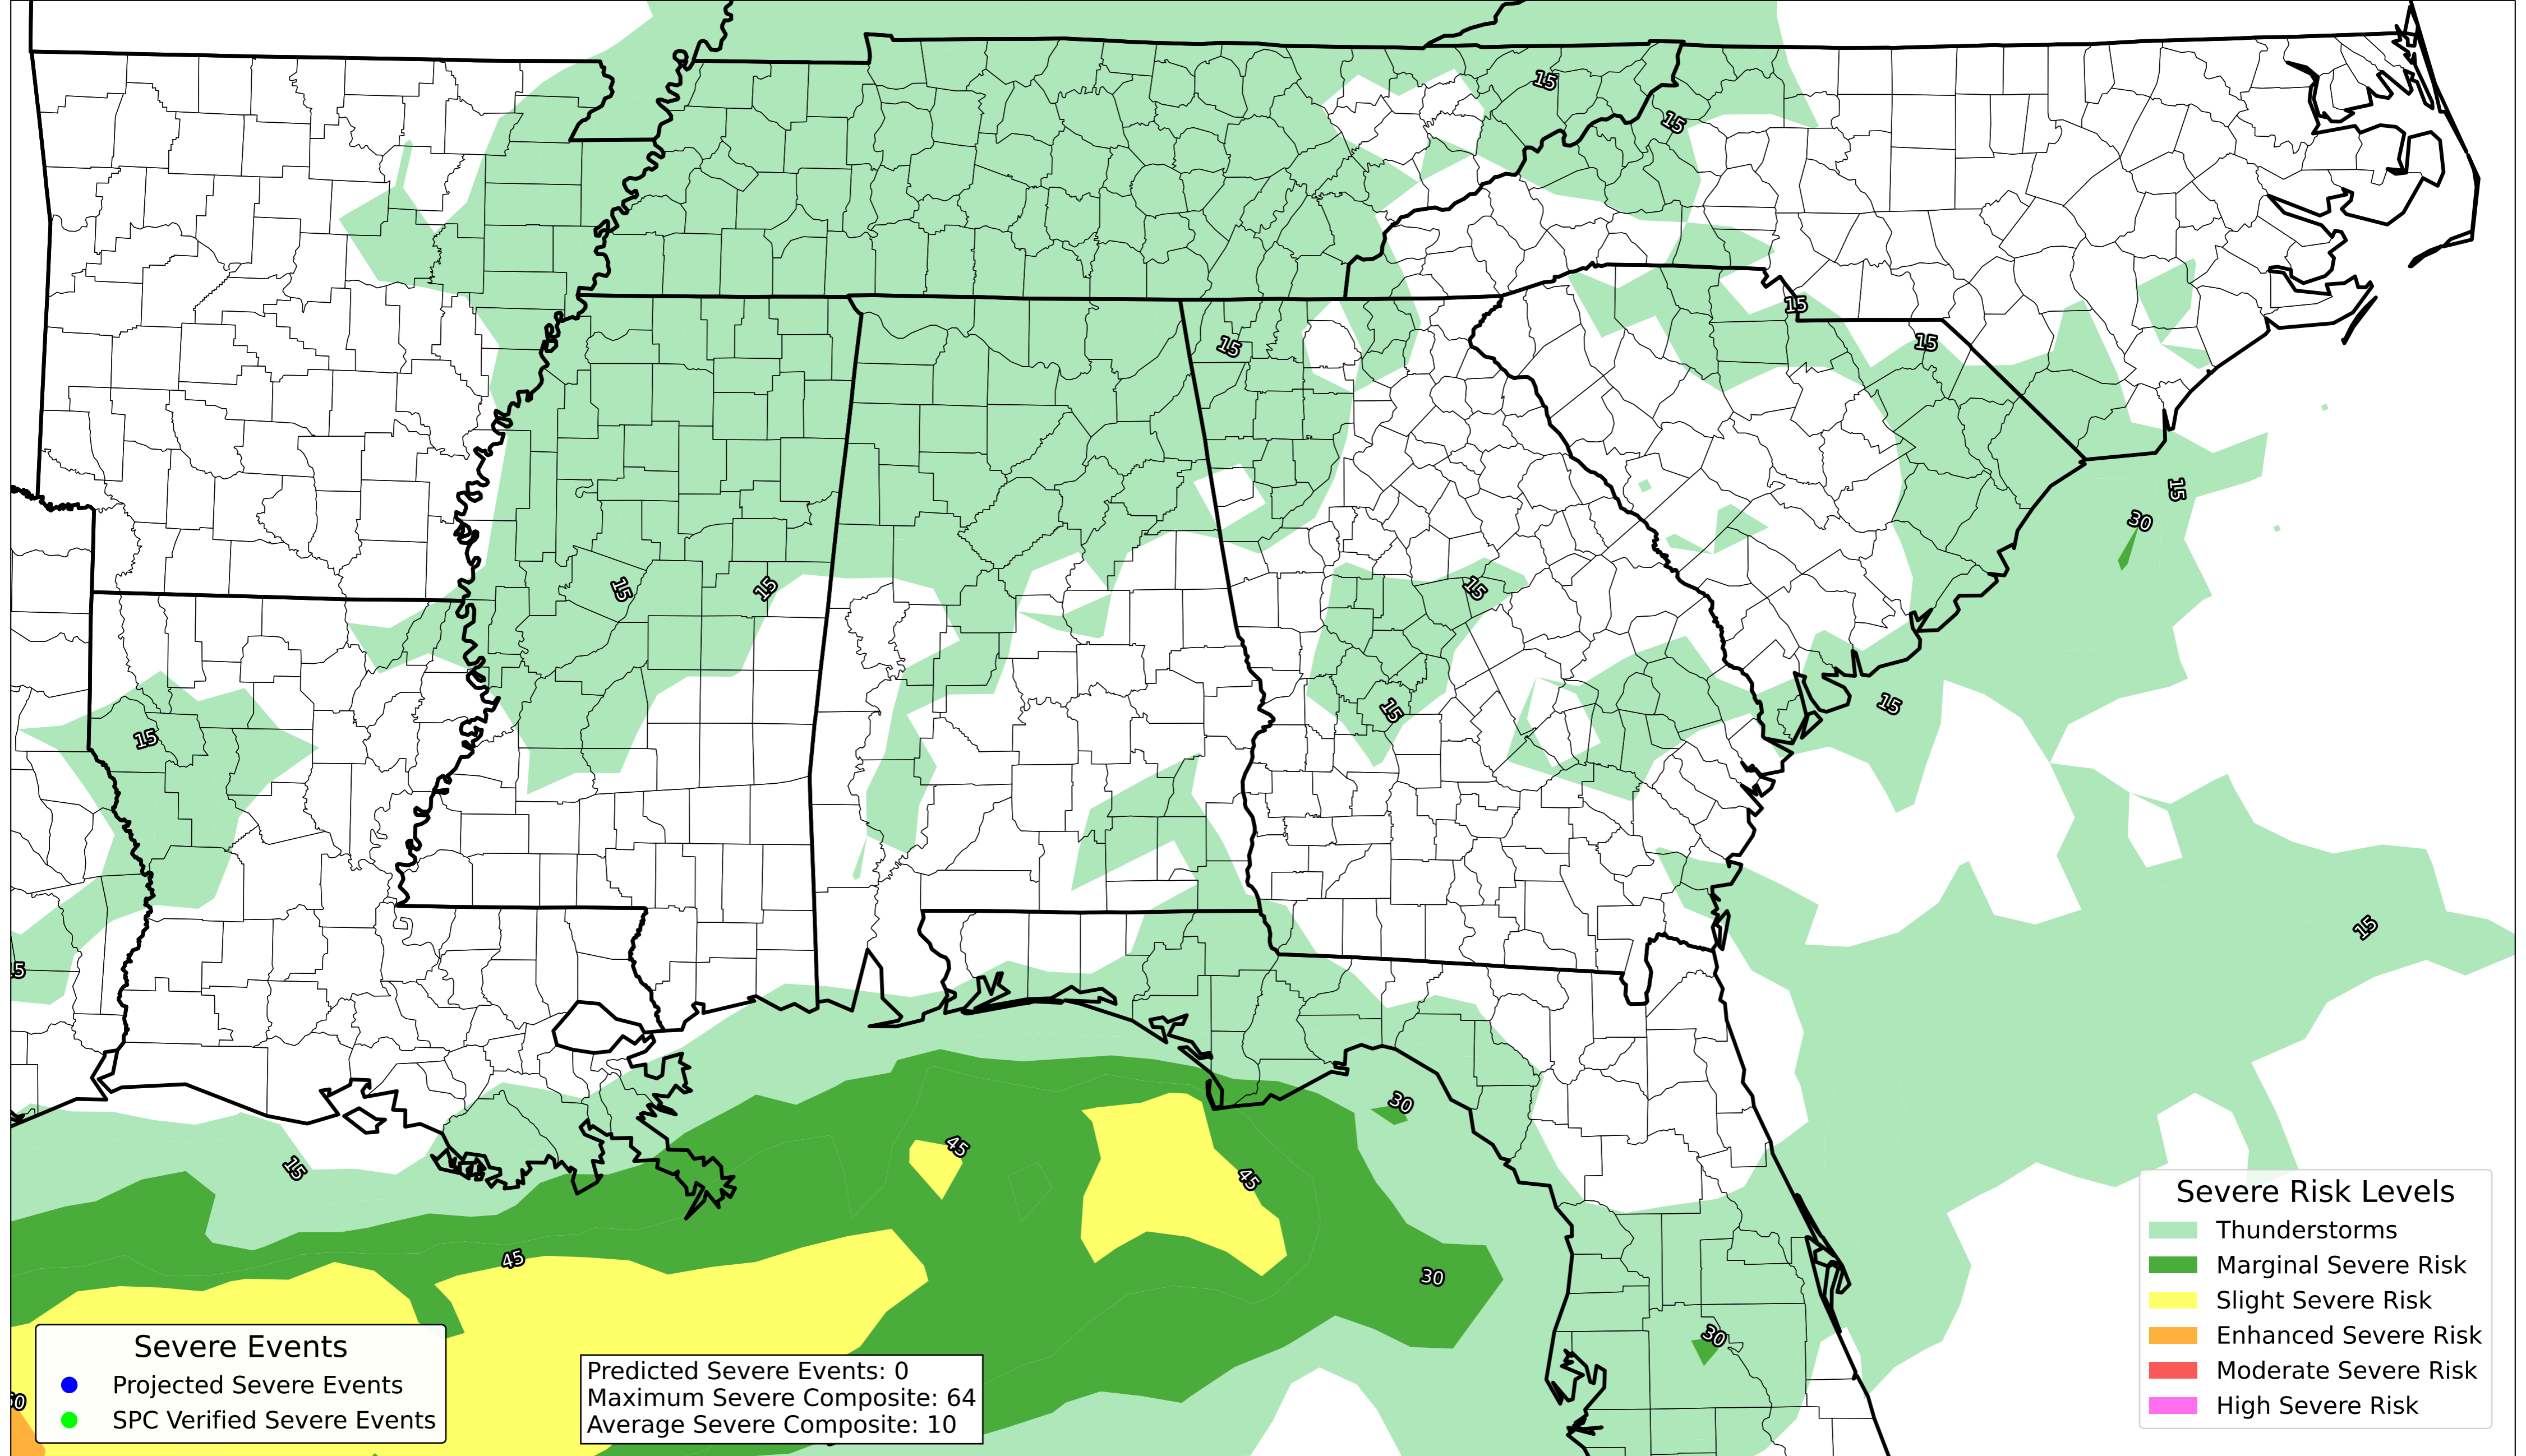 15
15
15
15
15
15
30
15
15
15
15
15
15
15
5
30
45
15
45
45
30
30
Severe Risk Levels
Thunderstorms
Marginal Severe Risk
Slight Severe Risk
Enhanced Severe Risk
Moderate Severe Risk
High Severe Risk
Severe Events
Projected Severe Events
SPC Verified Severe Events
Predicted Severe Events: 0
Maximum Severe Composite: 64
Average Severe Composite: 10